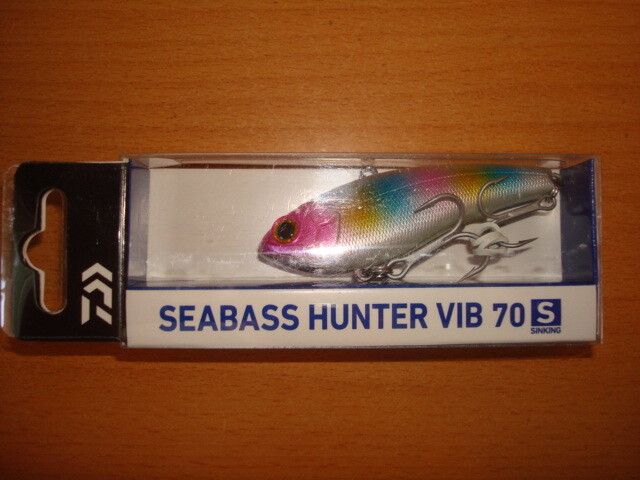 SEABASS HUNTER VIB 70 S
SINKING